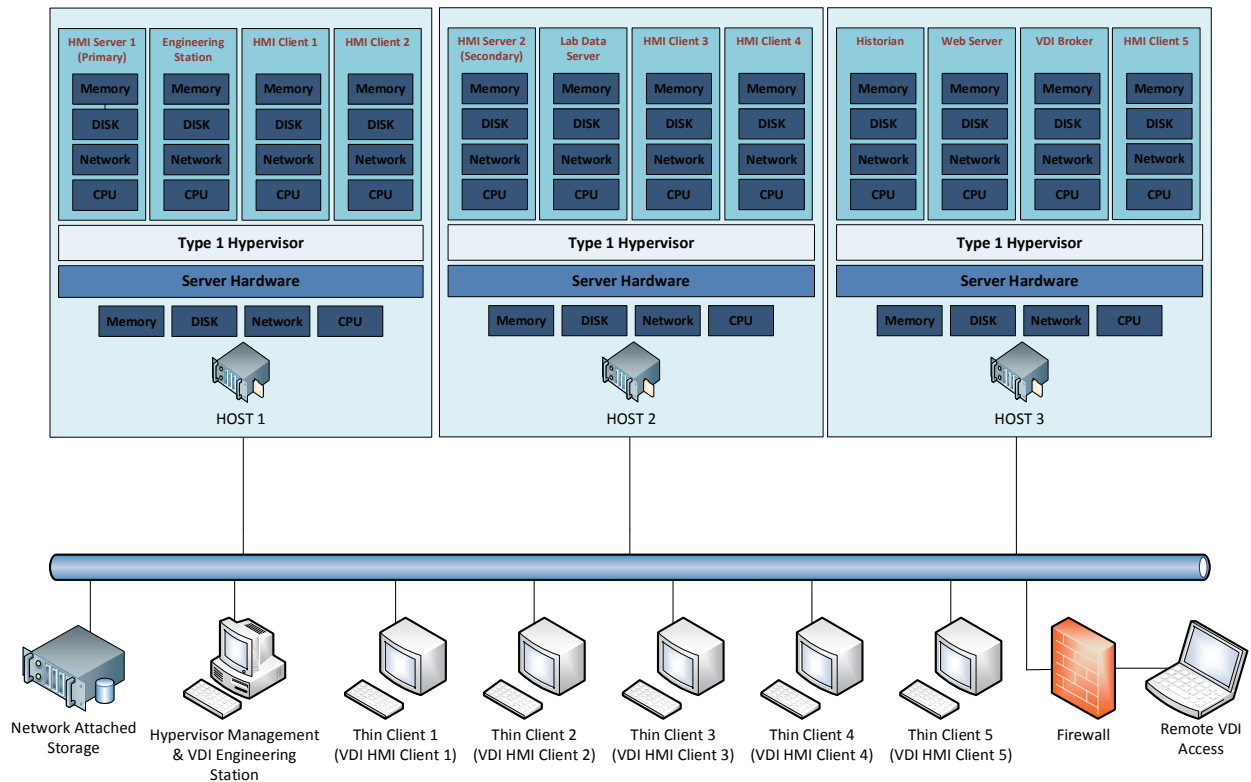 HMI Server 1
(Primary)
Memory
DISK
Network
CPU
Engineering
Station
Memory
DISK
Network
CPU
HMI Client 1
Memory
DISK
Network
CPU
HMI Client 2
Memory
DISK
Network
CPU
Type 1 Hypervisor
Server Hardware
Memory
DISK
Network
CPU
HOST 1
HMI Server 2
(Secondary)
Memory
DISK
Network
CPU
Lab Data
Server
Memory
DISK
Network
CPU
HMI Client 3
Memory
DISK
Network
CPU
HMI Client 4
Memory
DISK
Network
CPU
Type 1 Hypervisor
Server Hardware
Memory
DISK
Network
CPU
HOST 2
Historian
Memory
DISK
Network
CPU
Web Server
Memory
DISK
Network
CPU
VDI Broker
Memory
DISK
Network
CPU
HMI Client 5
Memory
DISK
Network
CPU
Type 1 Hypervisor
Server Hardware
Memory
DISK
Network
CPU
HOST 3
Network Attached
Storage
Hypervisor Management
& VDI Engineering
Station
Thin Client 1
(VDI HMI Client 1)
Thin Client 2
(VDI HMI Client 2)
Thin Client 3
(VDI HMI Client 3)
Thin Client 4
(VDI HMI Client 4)
Thin Client 5
(VDI HMI Client 5)
Firewall
Remote VDI
Access